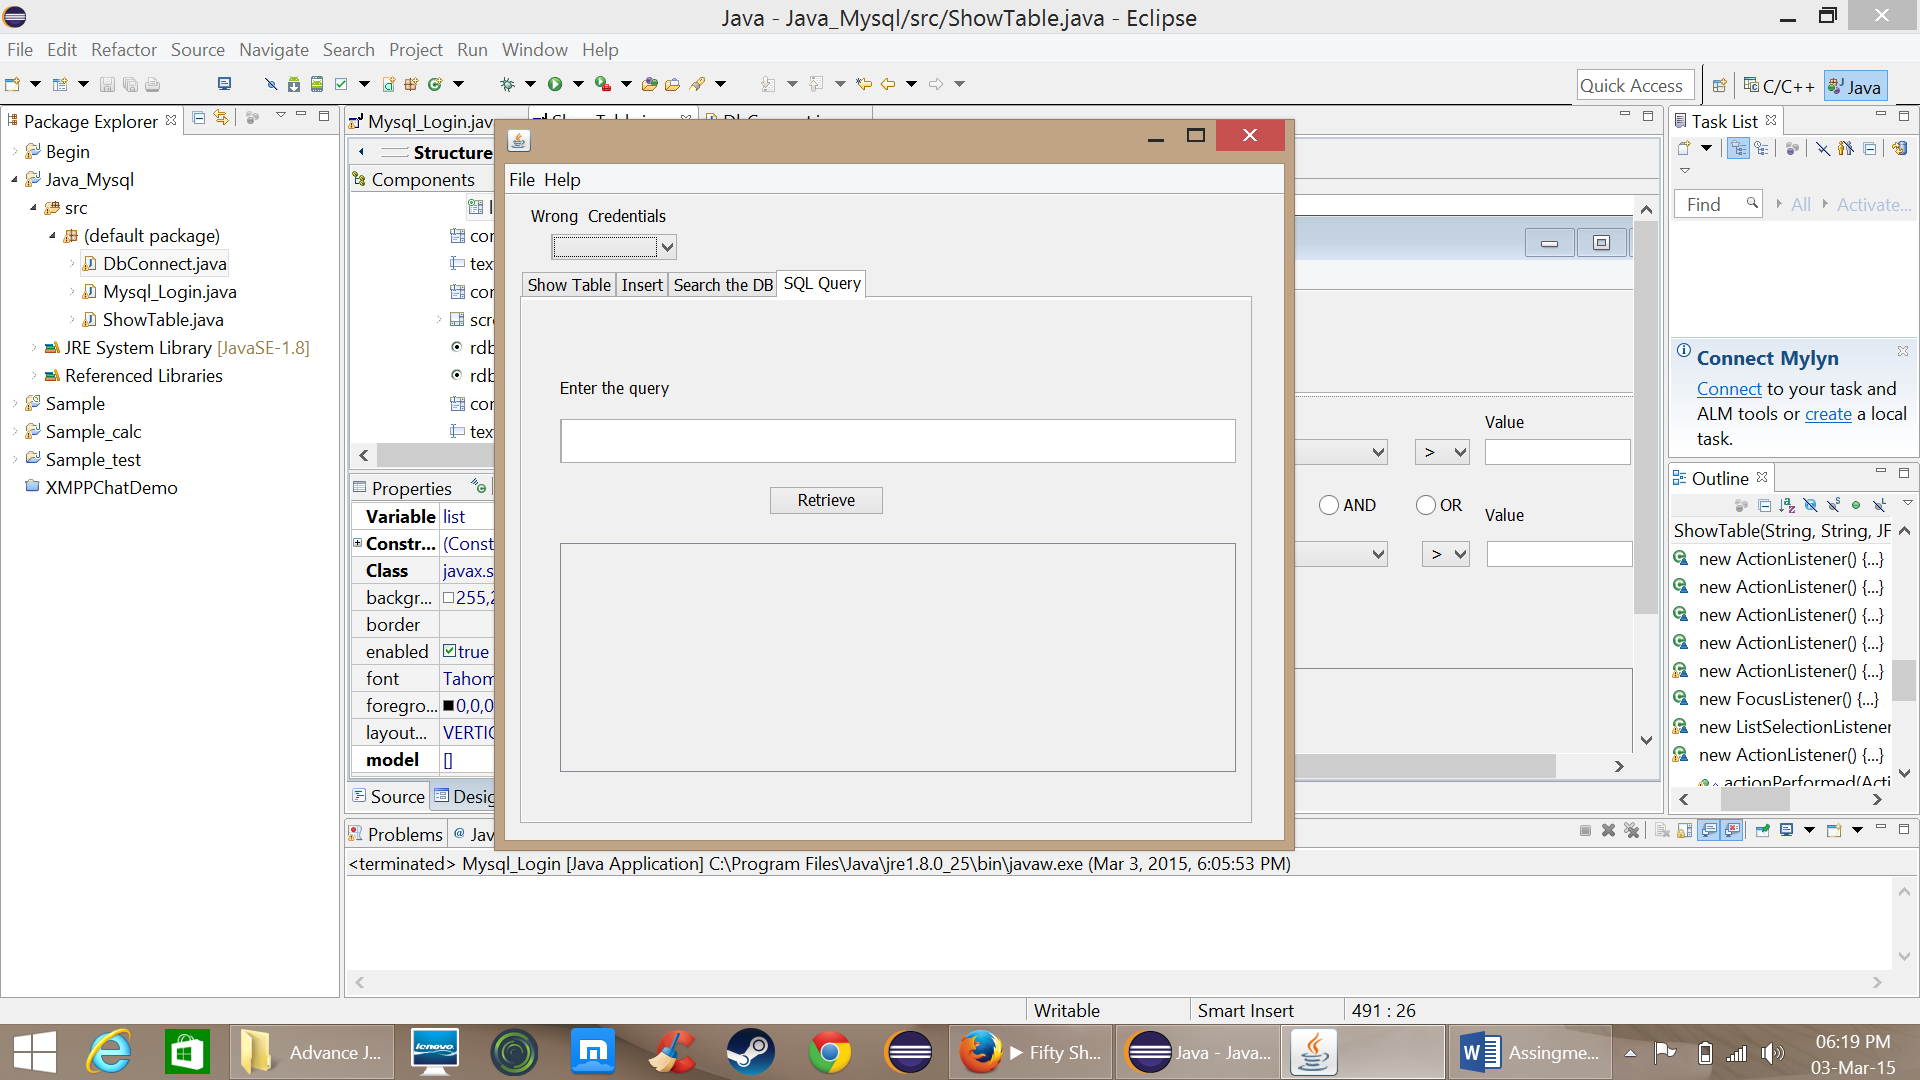 Java - Java_Mysql/src/ShowTable.java - Eclipse
File Edit Refactor Source Navigate Search Project Run Window Help
Quick Access
C/C++
Java
Package Explorer
Begin
Java_Mysql
src
(default package)
DbConnect.java
Mysql_Login.java
ShowTable.java
JRE System Library [JavaSE-1.8]
Referenced Libraries
Sample
Sample_calc
Sample_test
XMPPChatDemo
Mysql_Login.jav
Structure
Components
l
cor
tex
cor
scro
rdb
rdb
cor
tex
Properties
Variable list
Constr... (Const
Class javax.s
backgr... 255,2
border
enabled true
font Tahom
foregro... 0,0,0
layout... VERTIC
model []
Source Desig
File Help
Wrong Credentials
Show Table Insert Search the DB SQL Query
Enter the query
Retrieve
Value
>
AND OR Value
>
Task List
Find All Activate...
Connect Mylyn
Connect to your task and
ALM tools or create a local
task.
Outline
ShowTable(String, String, JF
new ActionListener() {...}
new ActionListener() {...}
new ActionListener() {...}
new ActionListener() {...}
new ActionListener() {...}
new FocusListener() {...}
new ListSelectionListener
new ActionListener() {...}
actionPerformed(Acti
Problems @ Jav
<terminated> Mysql_Login [Java Application] C:\Program Files\Java\jre1.8.0_25\bin\javaw.exe (Mar 3, 2015, 6:05:53 PM)
Writable Smart Insert 491 : 26
Advance J...
lenovo
Fifty Sh...
Java - Java...
Assingme...
06:19 PM
03-Mar-15